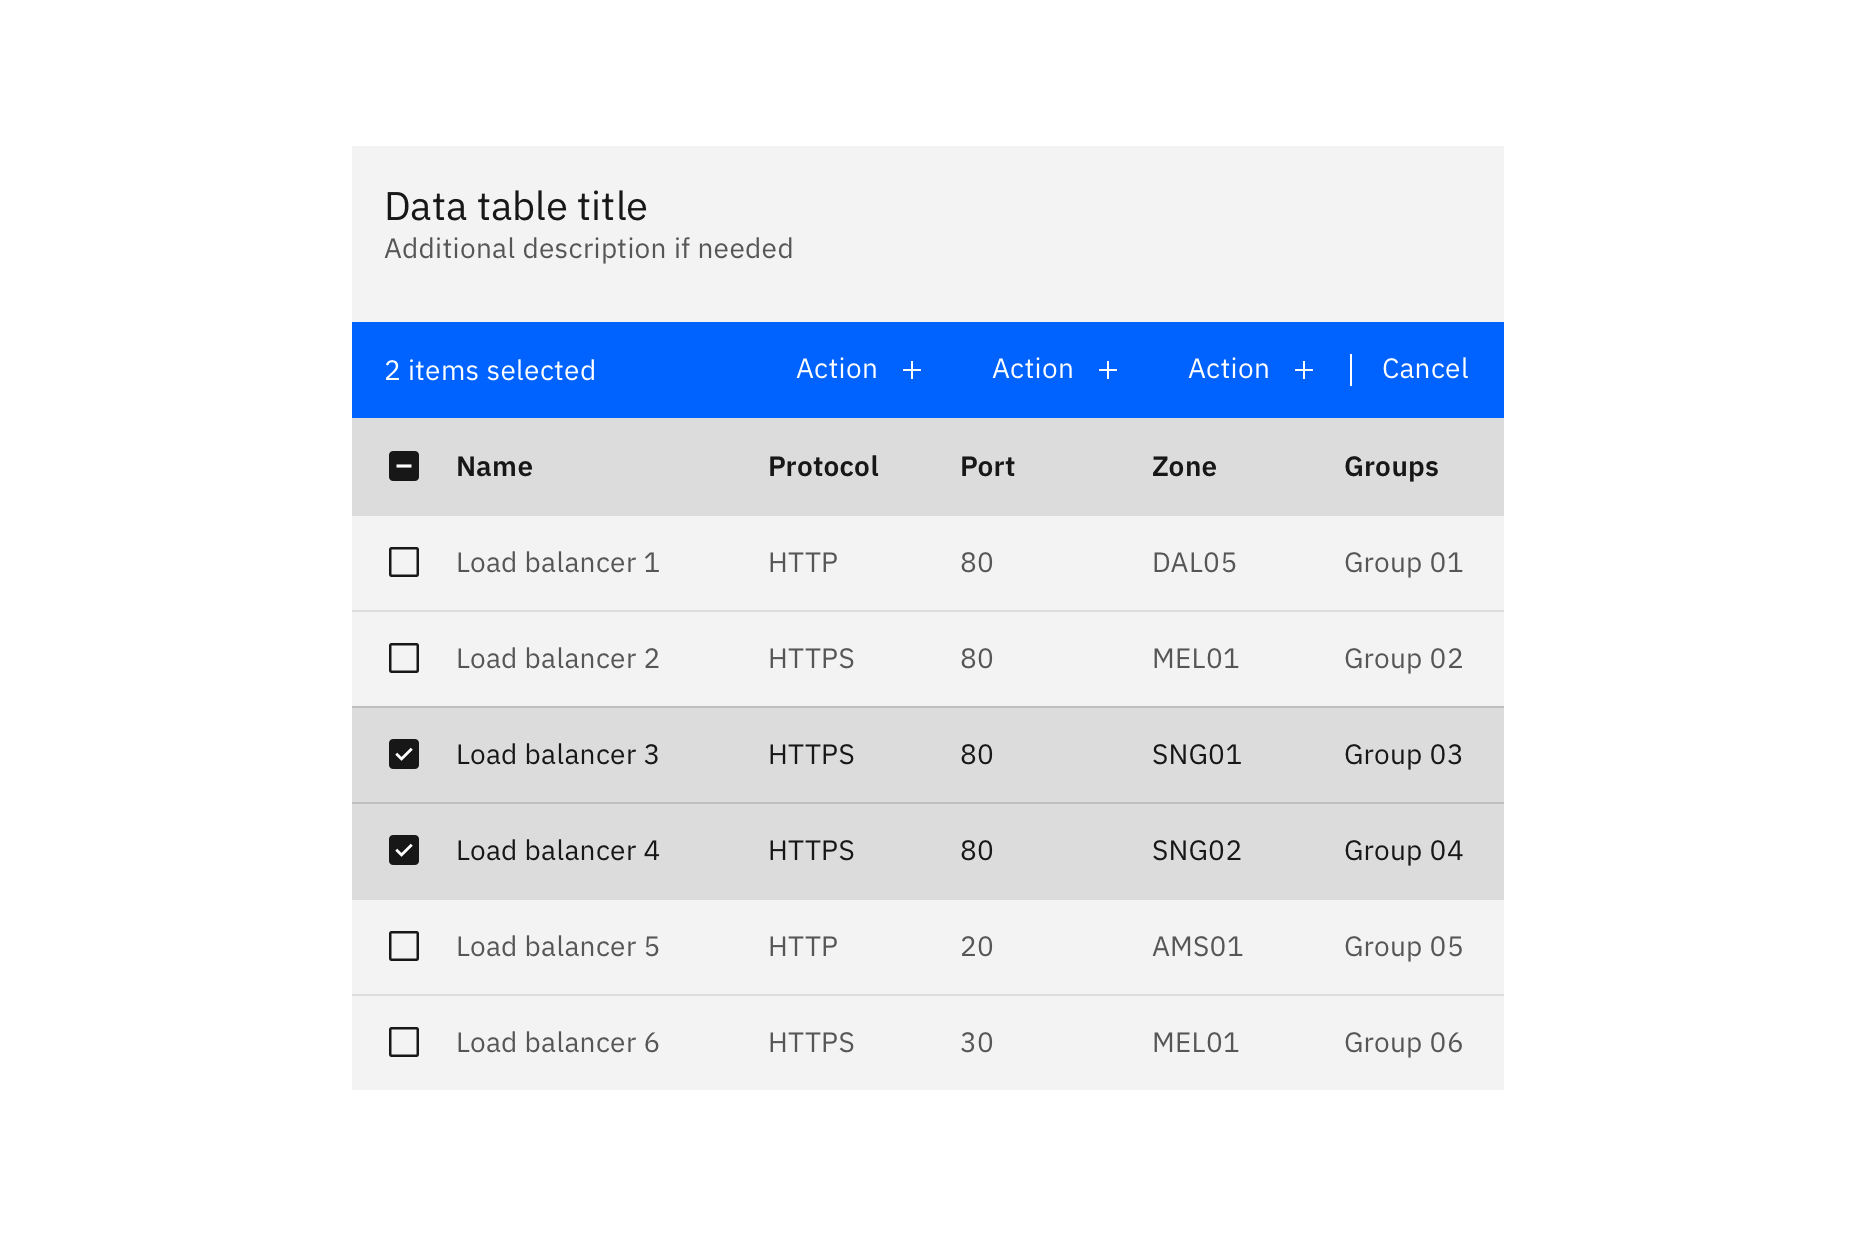 Data table title
Additional description if needed
2 items selected Action Action Action Cancel
Name Protocol Port Zone Groups
Load balancer 1 HTTP 80 DAL05 Group 01
Load balancer 2 HTTPS 80 MEL01 Group 02
Load balancer 3 HTTPS 80 SNG01 Group 03
Load balancer 4 HTTPS 80 SNG02 Group 04
Load balancer 5 HTTP 20 AMS01 Group 05
Load balancer 6 HTTPS 30 MEL01 Group 06